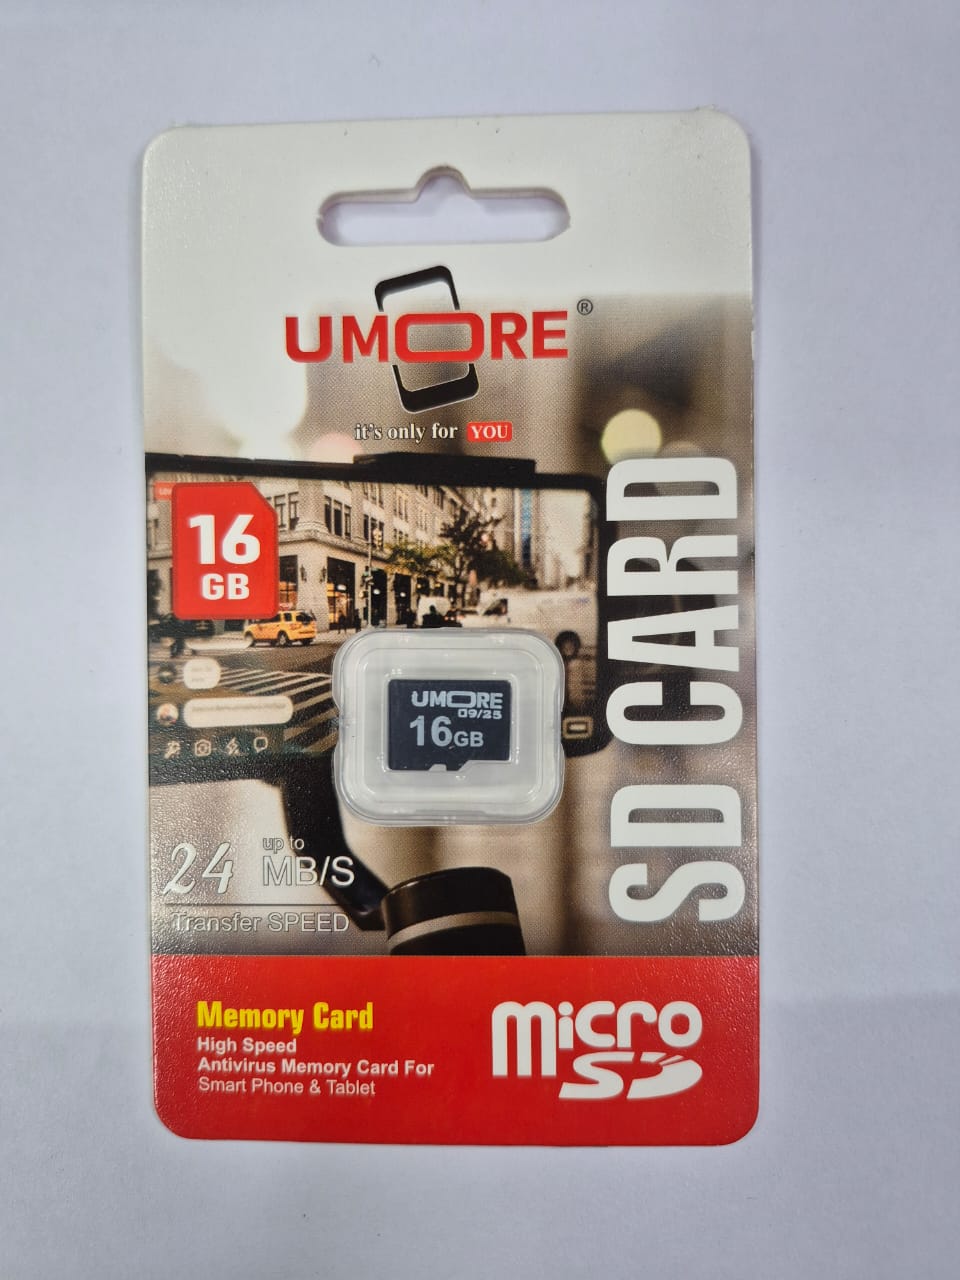 UMORE®
it's only for YOU
16
GB
UMORE
09/25
16GB
SD CARD
24 up to
MB/S
Transfer SPEED
Memory Card
High Speed
Antivirus Memory Card For
Smart Phone & Tablet
Micro
SD